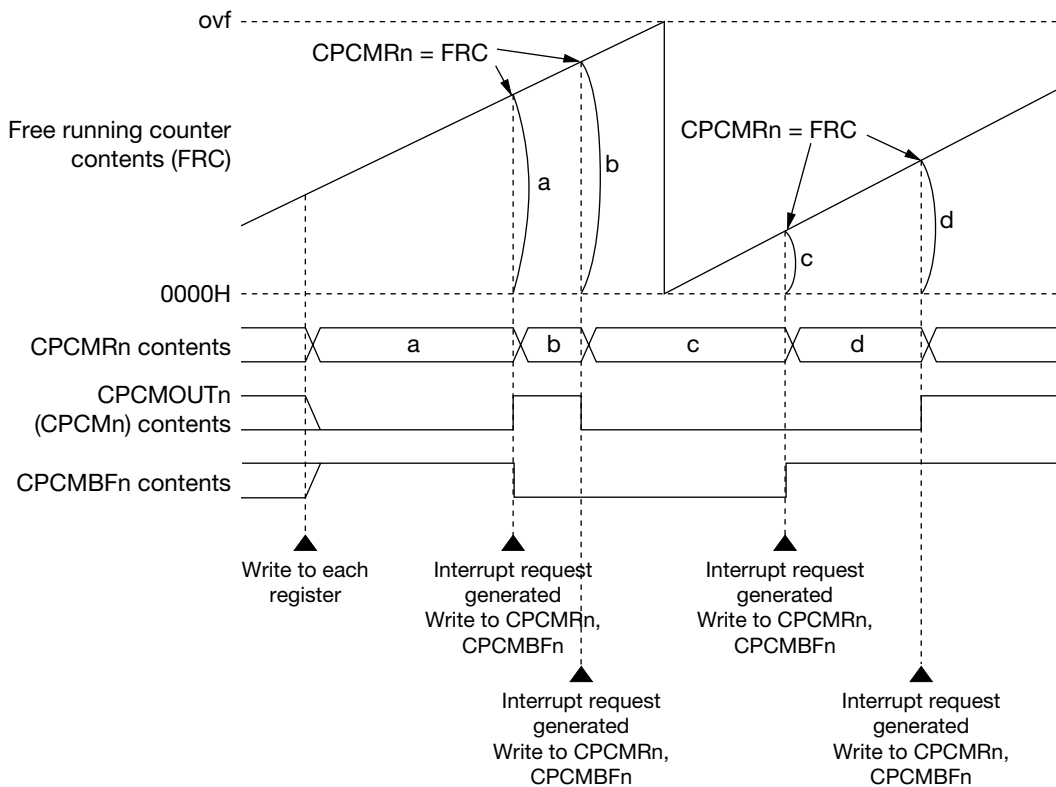 ovf
CPCMRn = FRC
CPCMRn = FRC
Free running counter
contents (FRC)
a
b
c
d
0000H
CPCMRn contents
a
b
c
d
CPCMOUTn
(CPCMn) contents
CPCMBFn contents
Write to each
register
Interrupt request
generated
Write to CPCMRn,
CPCMBFn
Interrupt request
generated
Write to CPCMRn,
CPCMBFn
Interrupt request
generated
Write to CPCMRn,
CPCMBFn
Interrupt request
generated
Write to CPCMRn,
CPCMBFn